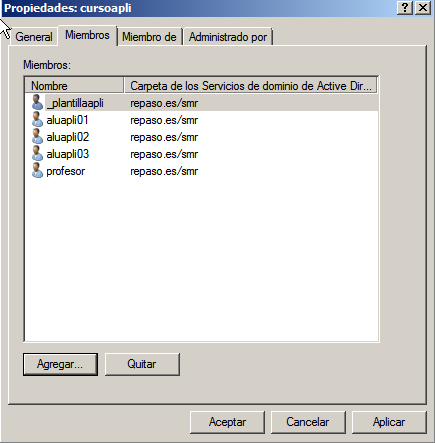 Propiedades: cursoapli
General Miembros Miembro de Administrado por
Miembros:
Nombre Carpeta de los Servicios de dominio de Active Dir...
_plantillaapli repaso.es/smr
aluapli01 repaso.es/smr
aluapli02 repaso.es/smr
aluapli03 repaso.es/smr
profesor repaso.es/smr
Agregar... Quitar
Aceptar Cancelar Aplicar